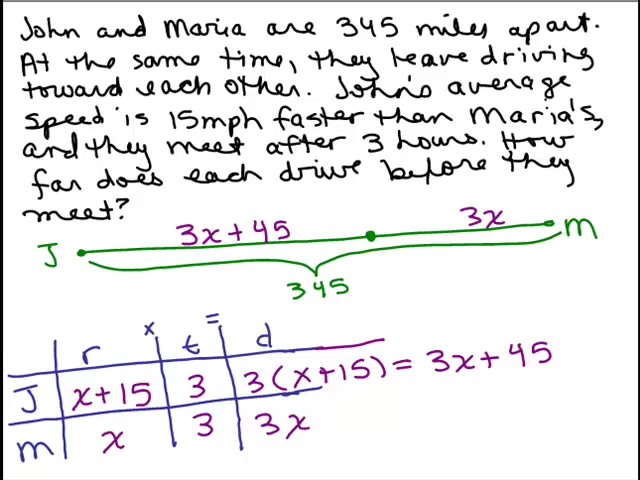 John and Maria are 345 miles apart.
At the same time, they leave driving
toward each other. John's average
speed is 15mph faster than Maria's,
and they meet after 3 hours. How
far does each drive before they
meet?
3x+45 3x
J m
345
r x t = d
J x+15 3 3(x+15) = 3x+45
m x 3 3x